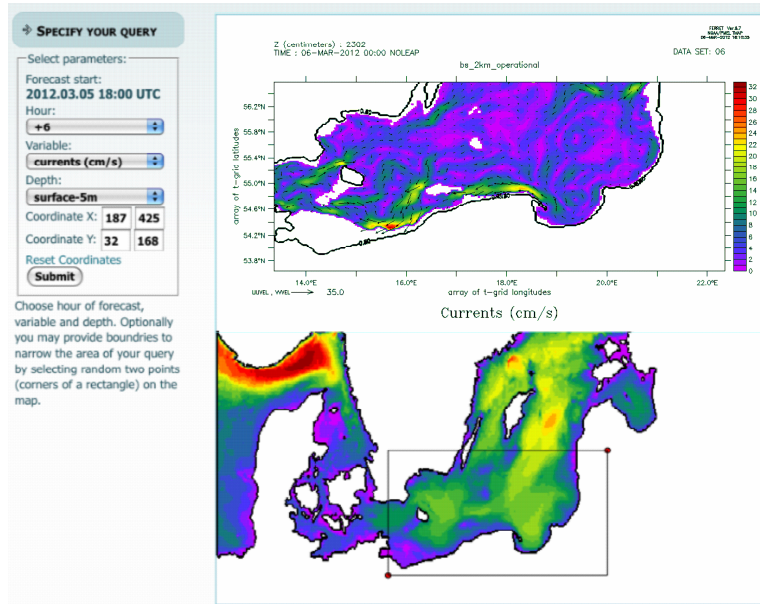 SPECIFY YOUR QUERY
Select parameters:
Forecast start:
2012.03.05 18:00 UTC
Hour:
+6
Variable:
currents (cm/s)
Depth:
surface-5m
Coordinate X: 187 425
Coordinate Y: 32 168
Reset Coordinates
Submit
Choose hour of forecast,
variable and depth. Optionally
you may provide boundries to
narrow the area of your query
by selecting random two points
(corners of a rectangle) on the
map.
Z (centimeters) : 2302
TIME : 06-MAR-2012 00:00 NOLEAP
DATA SET: 06
bs_2km_operational
array of t-grid latitudes
56.2°N
55.8°N
55.4°N
55.0°N
54.6°N
54.2°N
53.8°N
14.0°E 16.0°E 18.0°E 20.0°E 22.0°E
array of t-grid longitudes
35.0
32
30
28
26
24
22
20
18
16
14
12
10
8
6
4
2
0
Currents (cm/s)